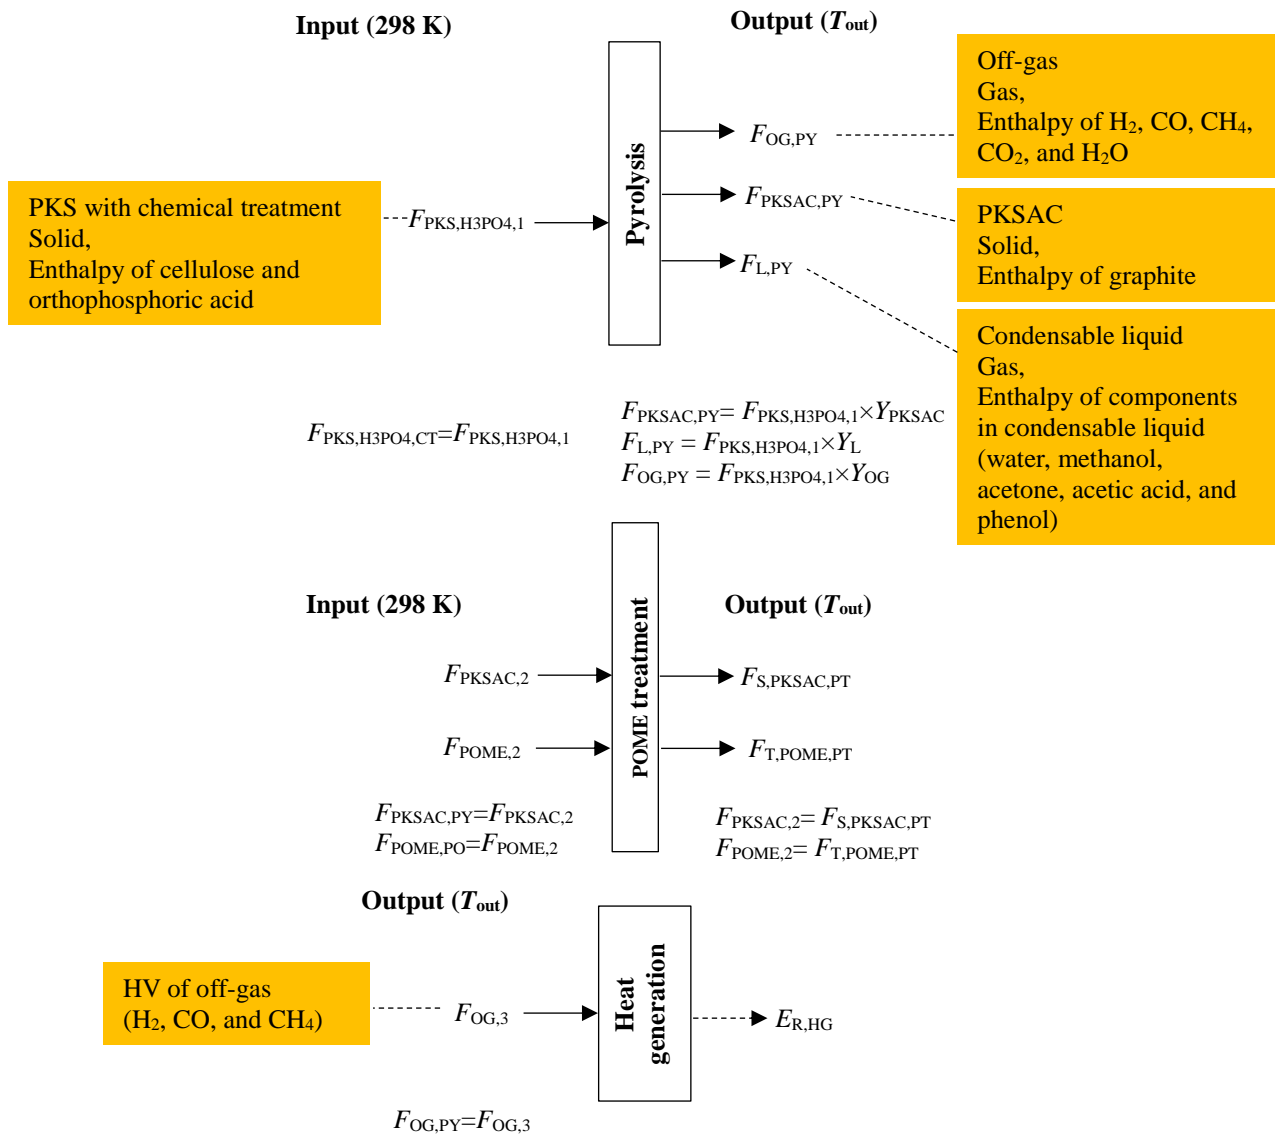 Input (298 K)
Output (Tout)
Off-gas
Gas,
Enthalpy of H2, CO, CH4,
CO2, and H2O
FOG,PY
Pyrolysis
PKS with chemical treatment
Solid,
Enthalpy of cellulose and
orthophosphoric acid
FPKS,H3PO4,1
FPKSAC,PY
PKSAC
Solid,
Enthalpy of graphite
FL,PY
Condensable liquid
Gas,
Enthalpy of components
in condensable liquid
(water, methanol,
acetone, acetic acid, and
phenol)
FPKS,H3PO4,CT=FPKS,H3PO4,1
FPKSAC,PY= FPKS,H3PO4,1×YPKSAC
FL,PY = FPKS,H3PO4,1×YL
FOG,PY = FPKS,H3PO4,1×YOG
Input (298 K)
Output (Tout)
POME treatment
FPKSAC,2
FS,PKSAC,PT
FPOME,2
FT,POME,PT
FPKSAC,PY=FPKSAC,2
FPOME,PO=FPOME,2
FPKSAC,2= FS,PKSAC,PT
FPOME,2= FT,POME,PT
Output (Tout)
HV of off-gas
(H2, CO, and CH4)
FOG,3
Heat
generation
ER,HG
FOG,PY=FOG,3